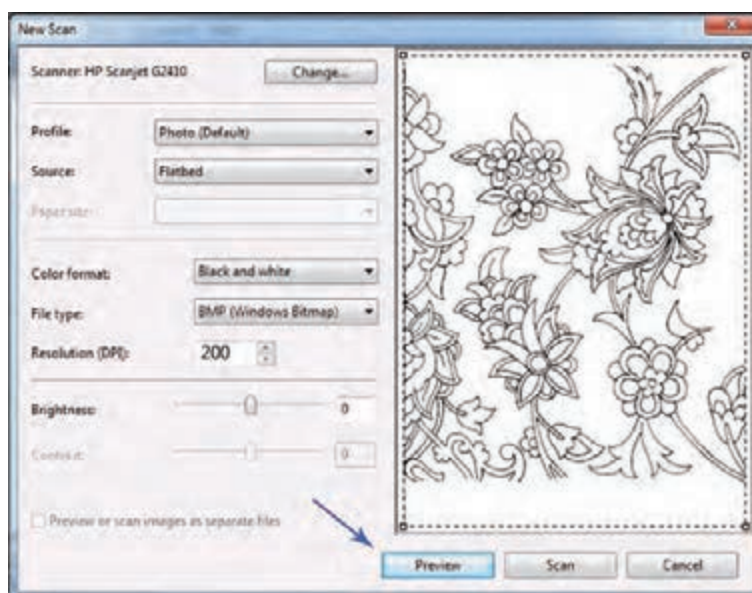 New Scan
Scanner: HP Scanjet G2410
Change...
Profile:
Photo (Default)
Source:
Flatbed
Paper size:
Color format:
Black and white
File type:
BMP (Windows Bitmap)
Resolution (DPI):
200
Brightness:
0
Contrast:
0
Preview or scan images as separate files
Preview
Scan
Cancel